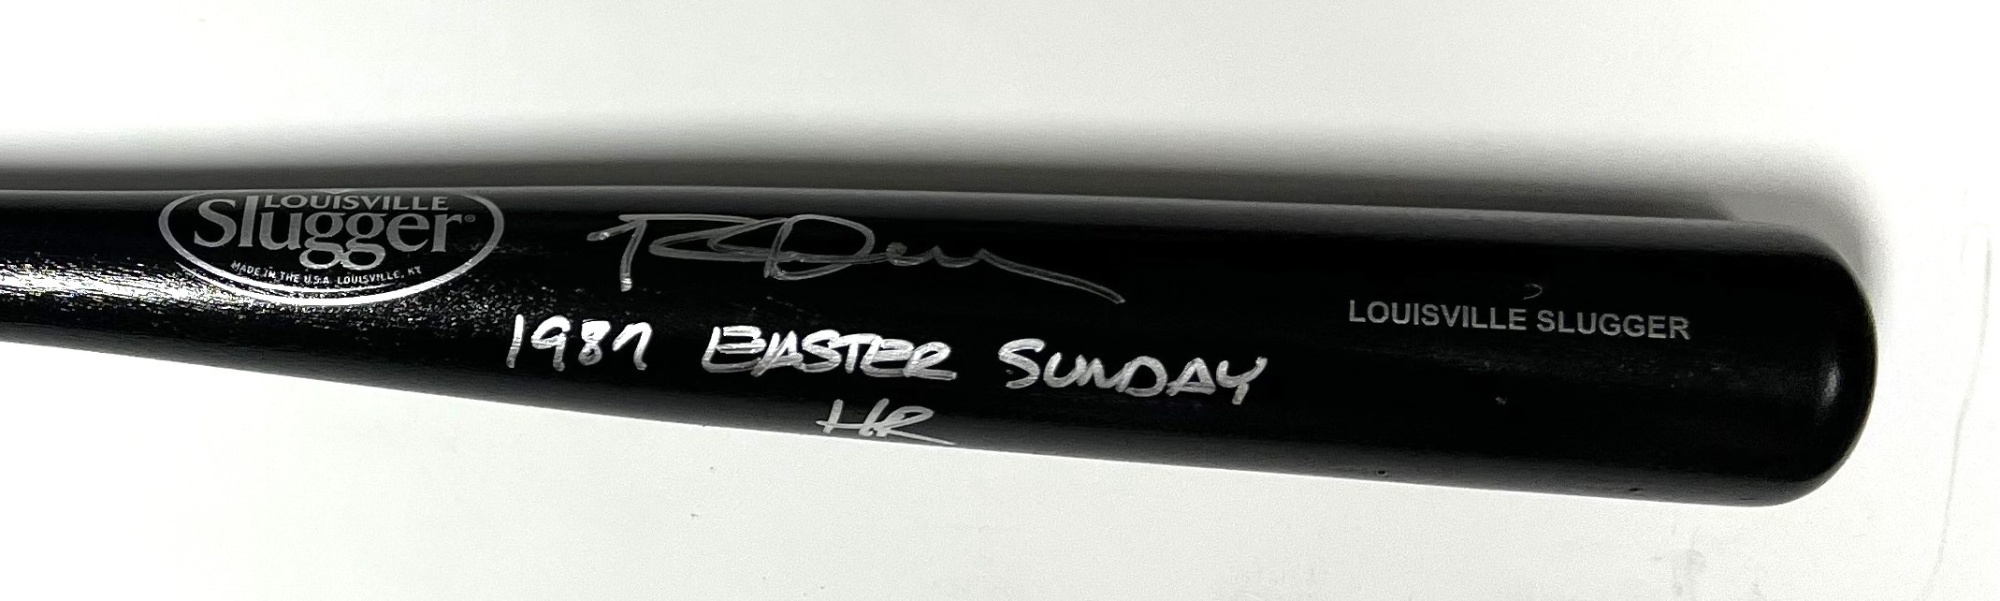 LOUISVILLE
Slugger®
MADE IN THE U.S.A. LOUISVILLE, KY
LOUISVILLE SLUGGER
1987 EASTER SUNDAY
HR